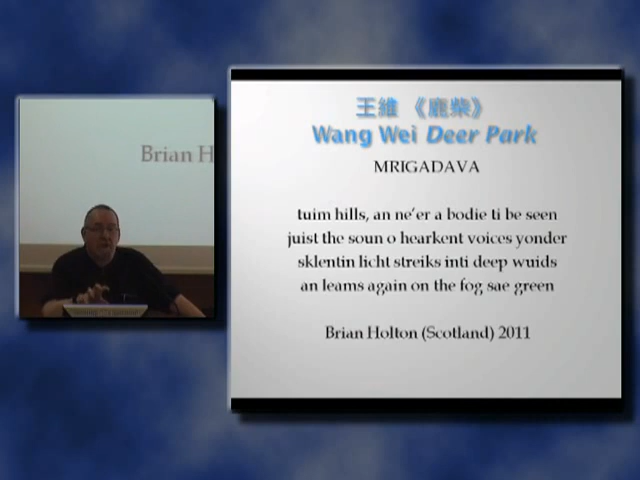 Brian H
王維 《鹿柴》
Wang Wei Deer Park
MRIGADAVA
tuim hills, an ne'er a bodie ti be seen
juist the soun o hearkent voices yonder
sklentin licht streiks inti deep wuids
an leams again on the fog sae green
Brian Holton (Scotland) 2011